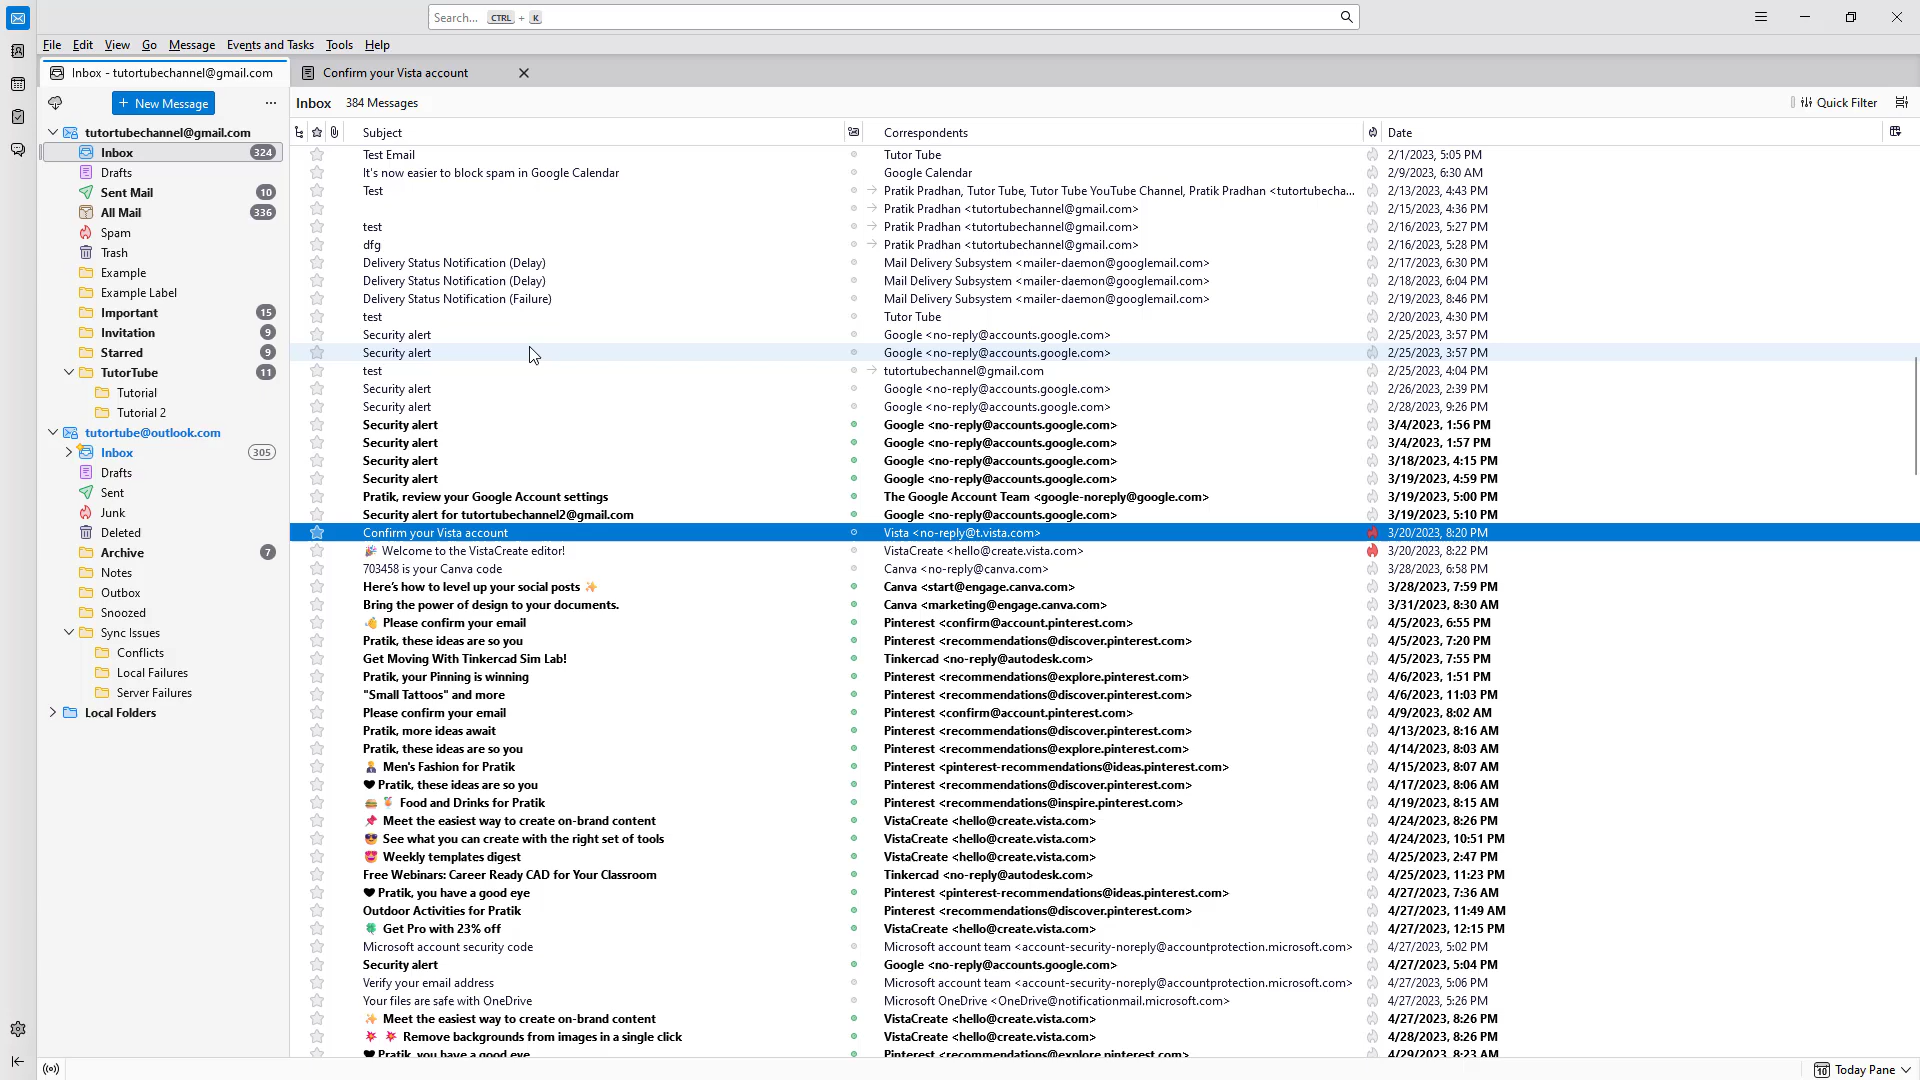 Search... CTRL + K
File Edit View Go Message Events and Tasks Tools Help
Inbox - tutortubechannel@gmail.com
Confirm your Vista account
+ New Message
Inbox 384 Messages
Quick Filter
tutortubechannel@gmail.com
Inbox 324
Drafts
Sent Mail 10
All Mail 336
Spam
Trash
Example
Example Label
Important 15
Invitation 9
Starred 9
TutorTube 11
Tutorial
Tutorial 2
tutortube@outlook.com
Inbox 305
Drafts
Sent
Junk
Deleted
Archive 7
Notes
Outbox
Snoozed
Sync Issues
Conflicts
Local Failures
Server Failures
Local Folders
Subject Correspondents Date
Test Email Tutor Tube 2/1/2023, 5:05 PM
It's now easier to block spam in Google Calendar Google Calendar 2/9/2023, 6:30 AM
Test Pratik Pradhan, Tutor Tube, Tutor Tube YouTube Channel, Pratik Pradhan <tutortubecha... 2/13/2023, 4:43 PM
Pratik Pradhan <tutortubechannel@gmail.com> 2/15/2023, 4:36 PM
test Pratik Pradhan <tutortubechannel@gmail.com> 2/16/2023, 5:27 PM
dfg Pratik Pradhan <tutortubechannel@gmail.com> 2/16/2023, 5:28 PM
Delivery Status Notification (Delay) Mail Delivery Subsystem <mailer-daemon@googlemail.com> 2/17/2023, 6:30 PM
Delivery Status Notification (Delay) Mail Delivery Subsystem <mailer-daemon@googlemail.com> 2/18/2023, 6:04 PM
Delivery Status Notification (Failure) Mail Delivery Subsystem <mailer-daemon@googlemail.com> 2/19/2023, 8:46 PM
test Tutor Tube 2/20/2023, 4:30 PM
Security alert Google <no-reply@accounts.google.com> 2/25/2023, 3:57 PM
Security alert Google <no-reply@accounts.google.com> 2/25/2023, 3:57 PM
test tutortubechannel@gmail.com 2/25/2023, 4:04 PM
Security alert Google <no-reply@accounts.google.com> 2/26/2023, 2:39 PM
Security alert Google <no-reply@accounts.google.com> 2/28/2023, 9:26 PM
Security alert Google <no-reply@accounts.google.com> 3/4/2023, 1:56 PM
Security alert Google <no-reply@accounts.google.com> 3/4/2023, 1:57 PM
Security alert Google <no-reply@accounts.google.com> 3/18/2023, 4:15 PM
Security alert Google <no-reply@accounts.google.com> 3/19/2023, 4:59 PM
Pratik, review your Google Account settings The Google Account Team <google-noreply@google.com> 3/19/2023, 5:00 PM
Security alert for tutortubechannel2@gmail.com Google <no-reply@accounts.google.com> 3/19/2023, 5:10 PM
Confirm your Vista account Vista <no-reply@t.vista.com> 3/20/2023, 8:20 PM
🎉 Welcome to the VistaCreate editor! VistaCreate <hello@create.vista.com> 3/20/2023, 8:22 PM
703458 is your Canva code Canva <no-reply@canva.com> 3/28/2023, 6:58 PM
Here's how to level up your social posts ✨ Canva <start@engage.canva.com> 3/28/2023, 7:59 PM
Bring the power of design to your documents. Canva <marketing@engage.canva.com> 3/31/2023, 8:30 AM
Please confirm your email Pinterest <confirm@account.pinterest.com> 4/5/2023, 6:55 PM
Pratik, these ideas are so you Pinterest <recommendations@discover.pinterest.com> 4/5/2023, 7:20 PM
Get Moving With Tinkercad Sim Lab! Tinkercad <no-reply@autodesk.com> 4/5/2023, 7:55 PM
Pratik, your Pinning is winning Pinterest <recommendations@explore.pinterest.com> 4/6/2023, 1:51 PM
"Small Tattoos" and more Pinterest <recommendations@discover.pinterest.com> 4/6/2023, 11:03 PM
Please confirm your email Pinterest <confirm@account.pinterest.com> 4/9/2023, 8:02 AM
Pratik, more ideas await Pinterest <recommendations@discover.pinterest.com> 4/13/2023, 8:16 AM
Pratik, these ideas are so you Pinterest <recommendations@explore.pinterest.com> 4/14/2023, 8:03 AM
Men's Fashion for Pratik Pinterest <pinterest-recommendations@ideas.pinterest.com> 4/15/2023, 8:07 AM
🖤 Pratik, these ideas are so you Pinterest <recommendations@discover.pinterest.com> 4/17/2023, 8:06 AM
🍔 🍹 Food and Drinks for Pratik Pinterest <recommendations@inspire.pinterest.com> 4/19/2023, 8:15 AM
📌 Meet the easiest way to create on-brand content VistaCreate <hello@create.vista.com> 4/24/2023, 8:26 PM
😎 See what you can create with the right set of tools VistaCreate <hello@create.vista.com> 4/24/2023, 10:51 PM
😍 Weekly templates digest VistaCreate <hello@create.vista.com> 4/25/2023, 2:47 PM
Free Webinars: Career Ready CAD for Your Classroom Tinkercad <no-reply@autodesk.com> 4/25/2023, 11:23 PM
🖤 Pratik, you have a good eye Pinterest <pinterest-recommendations@ideas.pinterest.com> 4/27/2023, 7:36 AM
Outdoor Activities for Pratik Pinterest <recommendations@discover.pinterest.com> 4/27/2023, 11:49 AM
🍀 Get Pro with 23% off VistaCreate <hello@create.vista.com> 4/27/2023, 12:15 PM
Microsoft account security code Microsoft account team <account-security-noreply@accountprotection.microsoft.com> 4/27/2023, 5:02 PM
Security alert Google <no-reply@accounts.google.com> 4/27/2023, 5:04 PM
Verify your email address Microsoft account team <account-security-noreply@accountprotection.microsoft.com> 4/27/2023, 5:06 PM
Your files are safe with OneDrive Microsoft OneDrive <OneDrive@notificationmail.microsoft.com> 4/27/2023, 5:26 PM
✨ Meet the easiest way to create on-brand content VistaCreate <hello@create.vista.com> 4/27/2023, 8:26 PM
💥 💥 Remove backgrounds from images in a single click VistaCreate <hello@create.vista.com> 4/28/2023, 8:26 PM
🖤 Pratik, you have a good eye Pinterest <recommendations@explore.pinterest.com> 4/29/2023, 8:23 AM
10 Today Pane